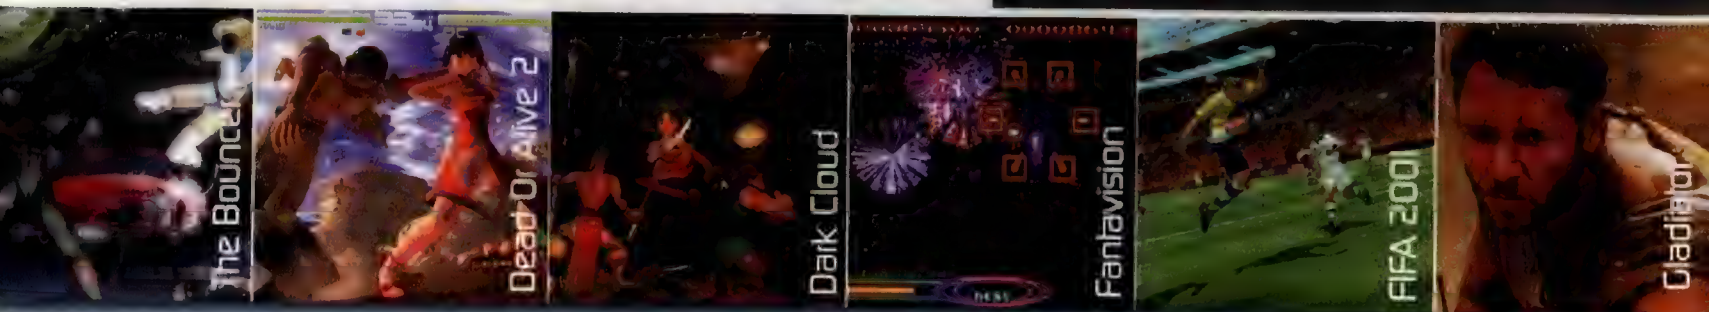 The Bouncer
Dead Or Alive 2
Dark Cloud
Fantavision
FIFA 2001
Gladiator